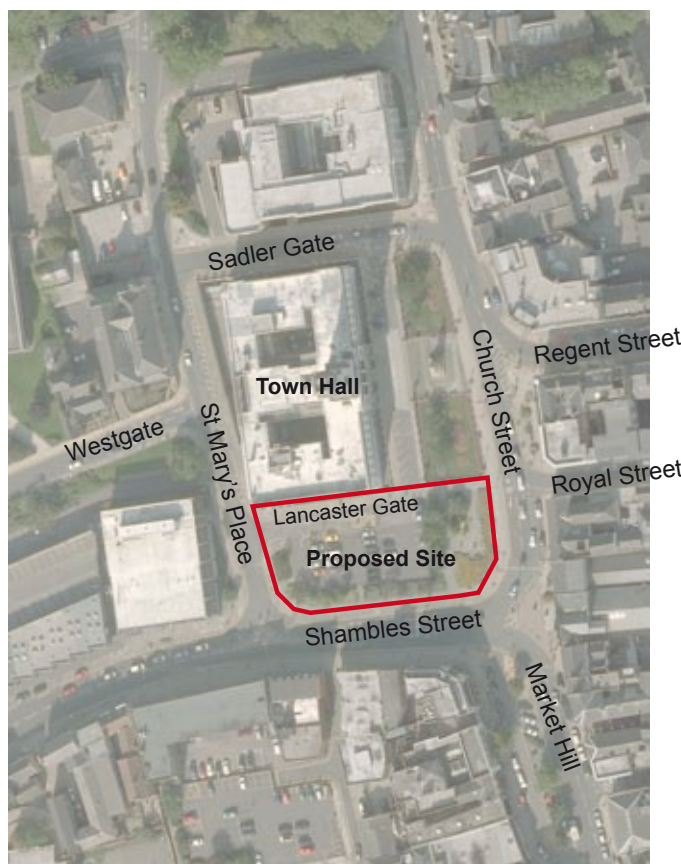 Sadler Gate
Regent Street
Church Street
Town Hall
Westgate
St Mary's Place
Royal Street
Lancaster Gate
Proposed Site
Shambles Street
Market Hill